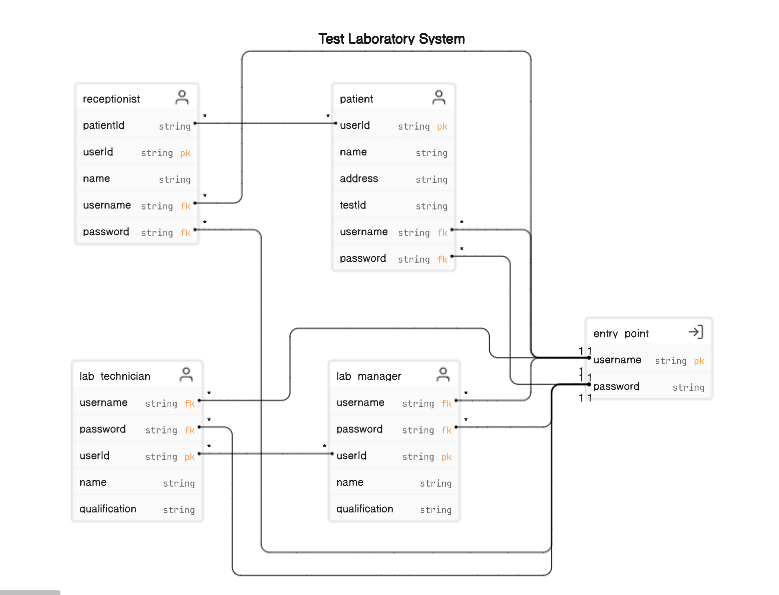 Test Laboratory System
receptionist
patientId string
userId string pk
name string
username string fk
password string fk
patient
userId string pk
name string
address string
testId string
username string fk
password string fk
entry point
username string pk
password string
lab technician
username string fk
password string fk
userId string pk
name string
qualification string
lab manager
username string fk
password string fk
userId string pk
name string
qualification string
* *
*
*
*
*
*
*
* *
*
*
1 1
1 1
1 1